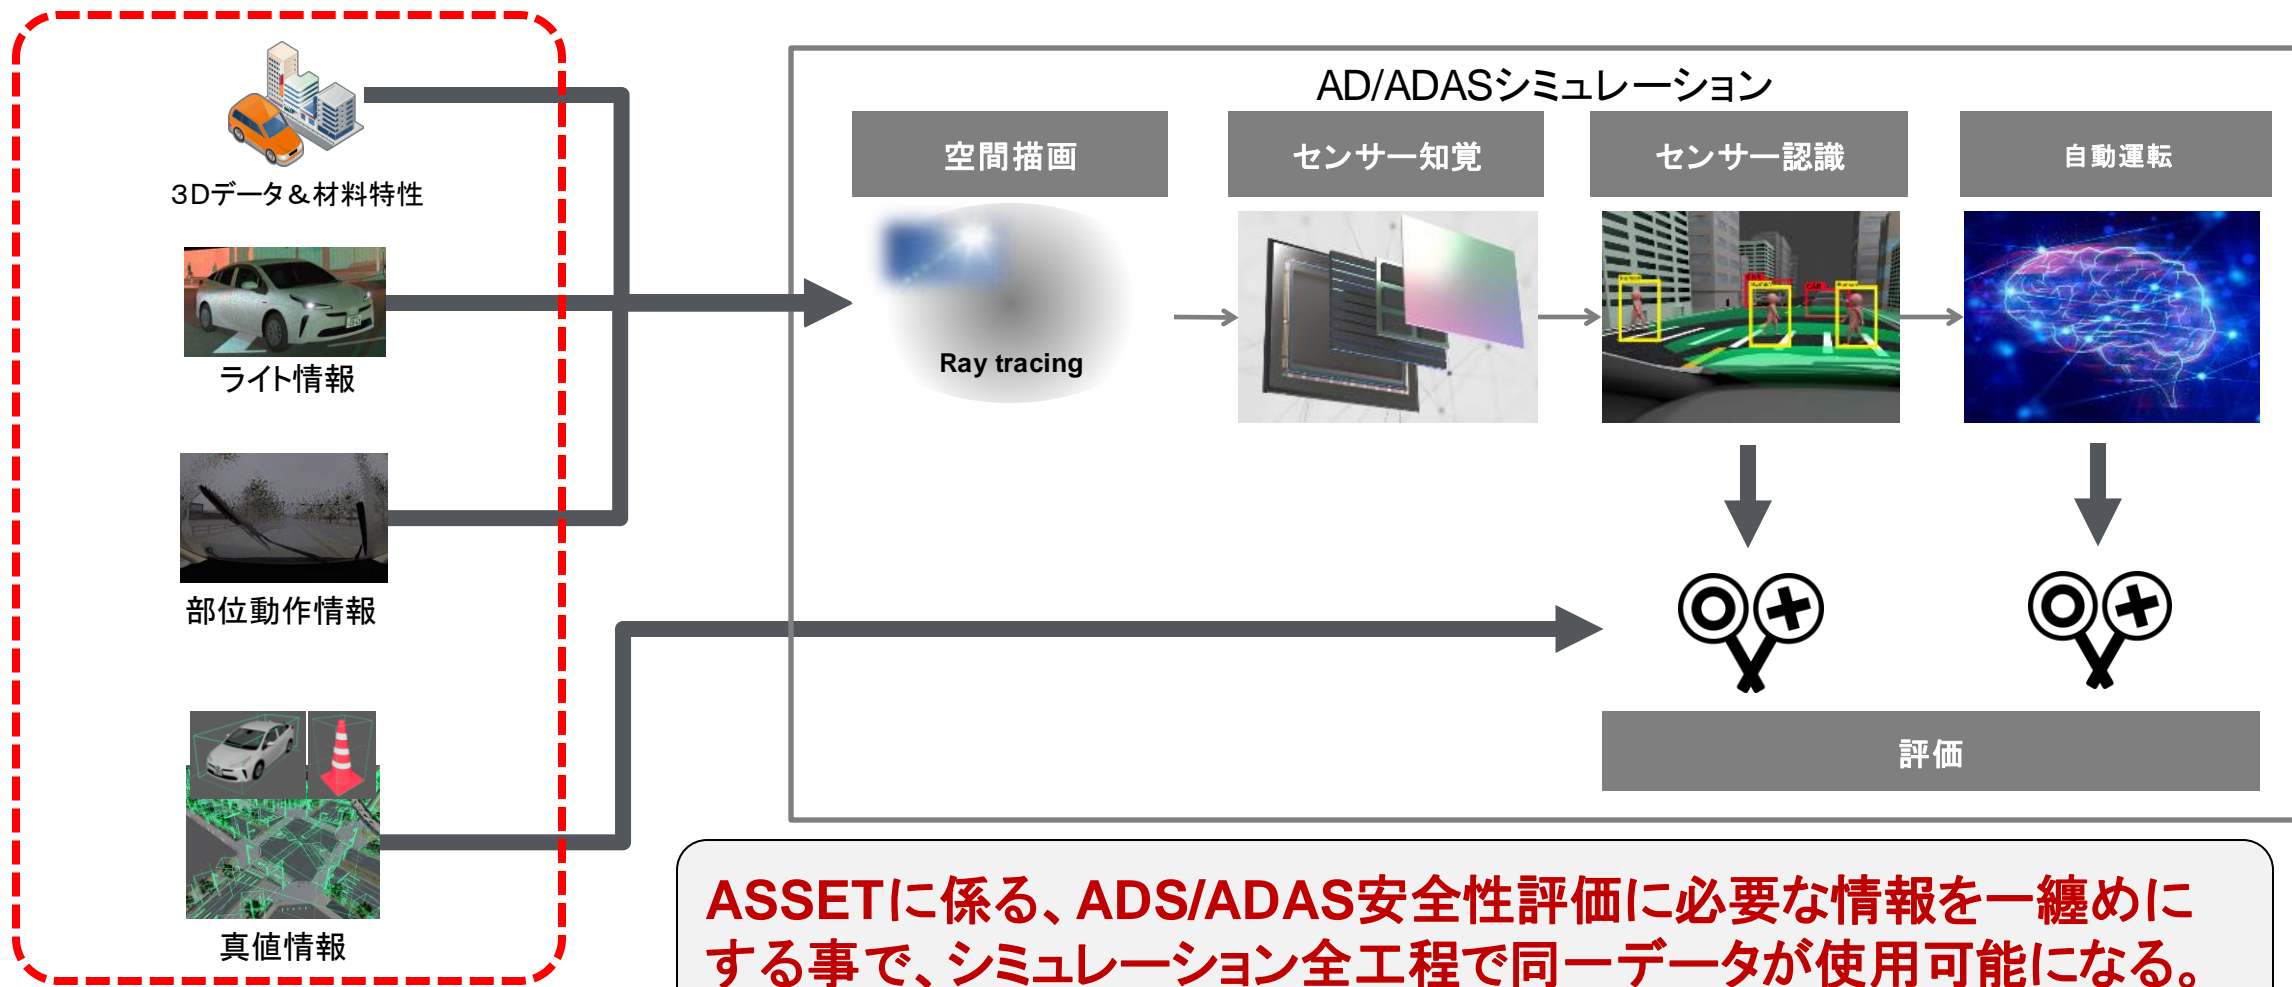 AD/ADASシミュレーション
3Dデータ&材料特性
ライト情報
部位動作情報
真値情報
空間描画
センサー知覚
センサー認識
自動運転
Ray tracing
評価
ASSETに係る、ADS/ADAS安全性評価に必要な情報を一纏めに
する事で、シミュレーション全工程で同一データが使用可能になる。